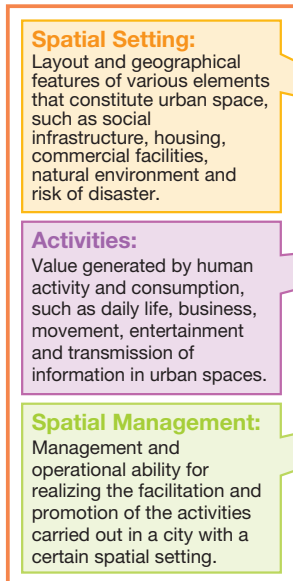 Spatial Setting:
Layout and geographical
features of various elements
that constitute urban space,
such as social
infrastructure, housing,
commercial facilities,
natural environment and
risk of disaster.
Activities:
Value generated by human
activity and consumption,
such as daily life, business,
movement, entertainment
and transmission of
information in urban spaces.
Spatial Management:
Management and
operational ability for
realizing the facilitation and
promotion of the activities
carried out in a city with a
certain spatial setting.